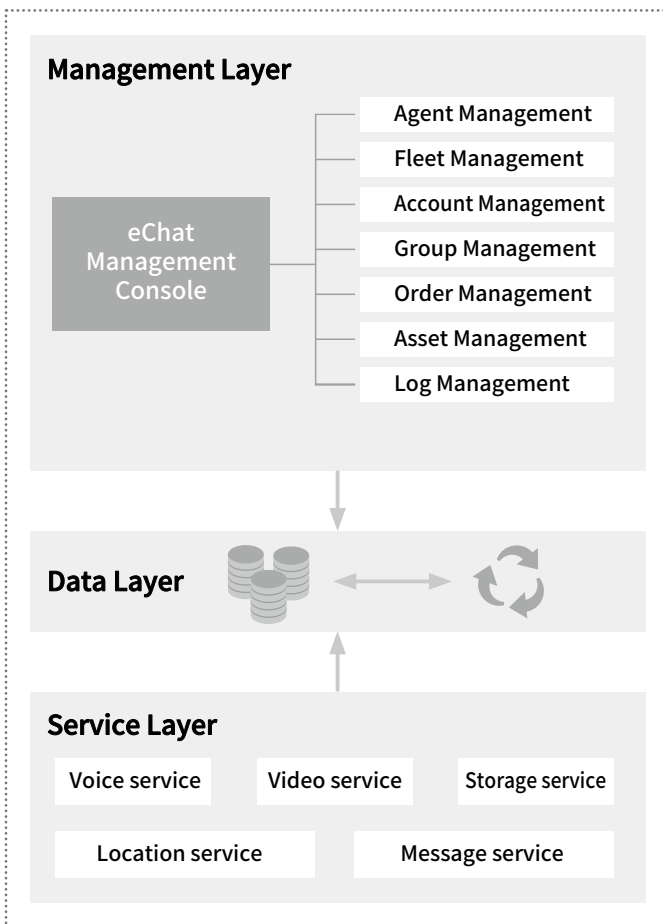 Management Layer
Agent Management
Fleet Management
Account Management
Group Management
Order Management
Asset Management
Log Management
eChat
Management
Console
Data Layer
Service Layer
Voice service
Video service
Storage service
Location service
Message service